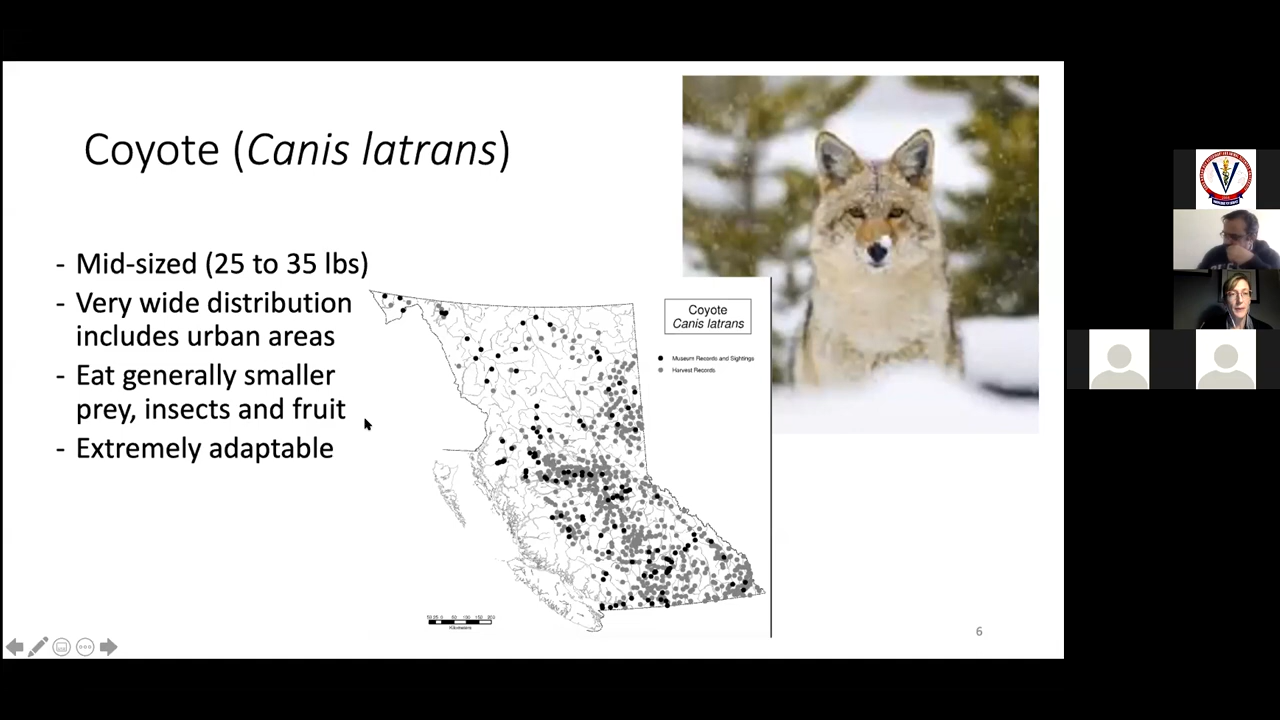 Coyote (Canis latrans)
- Mid-sized (25 to 35 lbs)
- Very wide distribution
includes urban areas
- Eat generally smaller
prey, insects and fruit
- Extremely adaptable
Coyote
Canis latrans
Museum Records and Sightings
Harvest Records
Kilometers
6